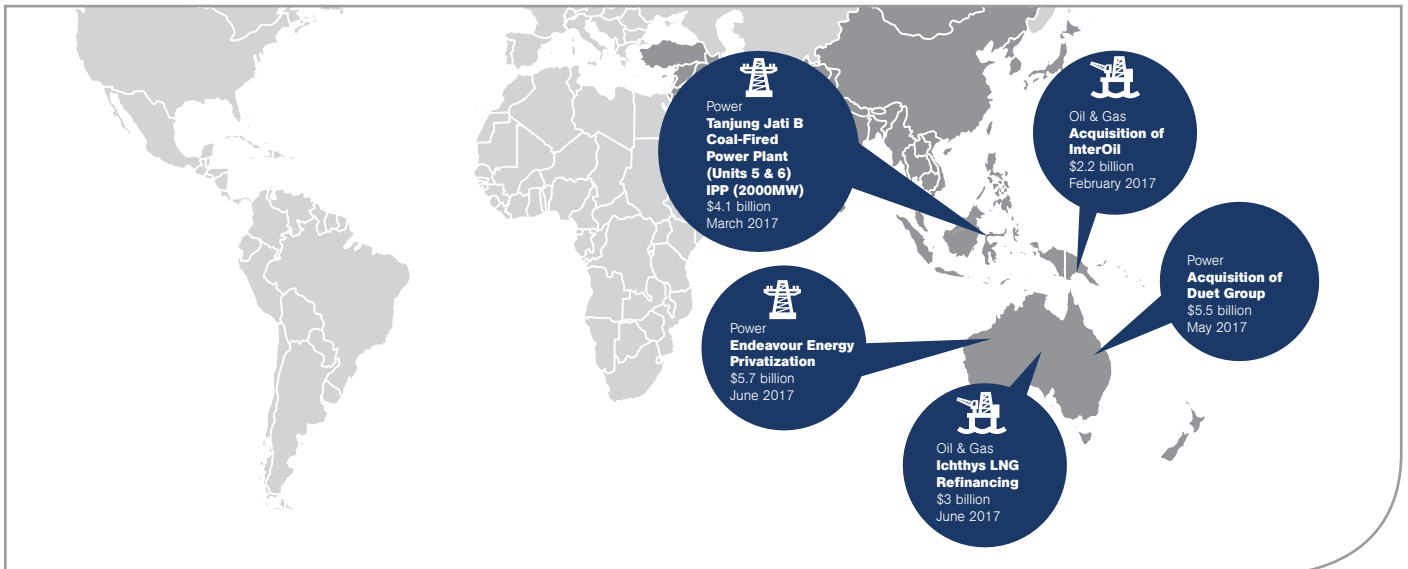 Power
Tanjung Jati B
Coal-Fired
Power Plant
(Units 5 & 6)
IPP (2000MW)
$4.1 billion
March 2017
Oil & Gas
Acquisition of
InterOil
$2.2 billion
February 2017
Power
Acquisition of
Duet Group
$5.5 billion
May 2017
Power
Endeavour Energy
Privatization
$5.7 billion
June 2017
Oil & Gas
Ichthys LNG
Refinancing
$3 billion
June 2017